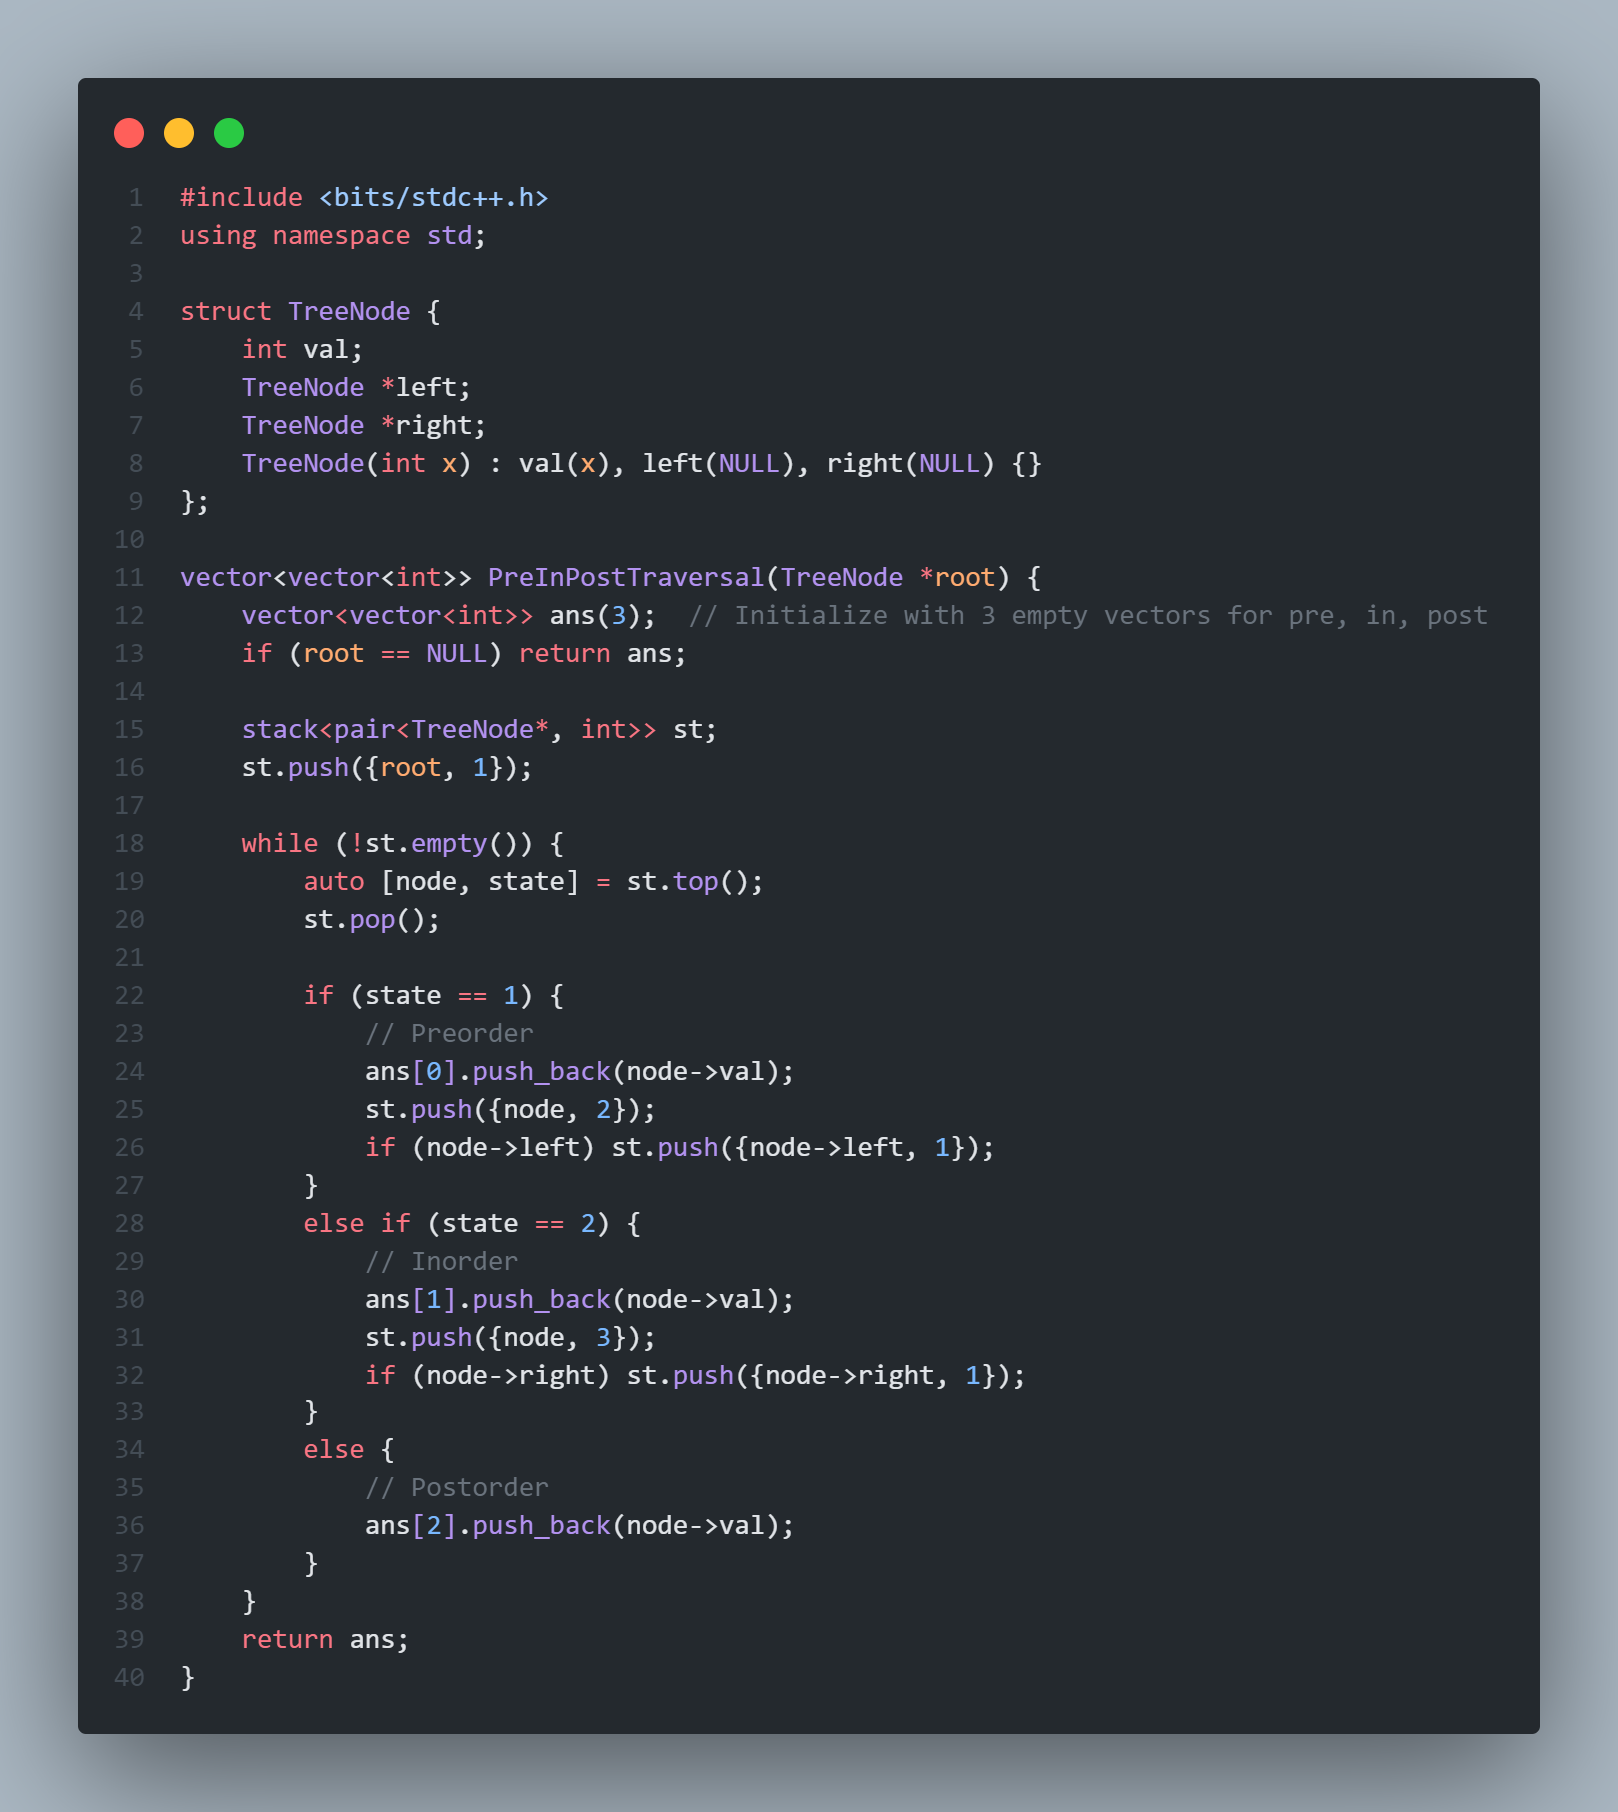 1 #include <bits/stdc++.h>
2 using namespace std;
3
4 struct TreeNode {
5     int val;
6     TreeNode *left;
7     TreeNode *right;
8     TreeNode(int x) : val(x), left(NULL), right(NULL) {}
9 };
10
11 vector<vector<int>> PreInPostTraversal(TreeNode *root) {
12     vector<vector<int>> ans(3);  // Initialize with 3 empty vectors for pre, in, post
13     if (root == NULL) return ans;
14
15     stack<pair<TreeNode*, int>> st;
16     st.push({root, 1});
17
18     while (!st.empty()) {
19         auto [node, state] = st.top();
20         st.pop();
21
22         if (state == 1) {
23             // Preorder
24             ans[0].push_back(node->val);
25             st.push({node, 2});
26             if (node->left) st.push({node->left, 1});
27         }
28         else if (state == 2) {
29             // Inorder
30             ans[1].push_back(node->val);
31             st.push({node, 3});
32             if (node->right) st.push({node->right, 1});
33         }
34         else {
35             // Postorder
36             ans[2].push_back(node->val);
37         }
38     }
39     return ans;
40 }